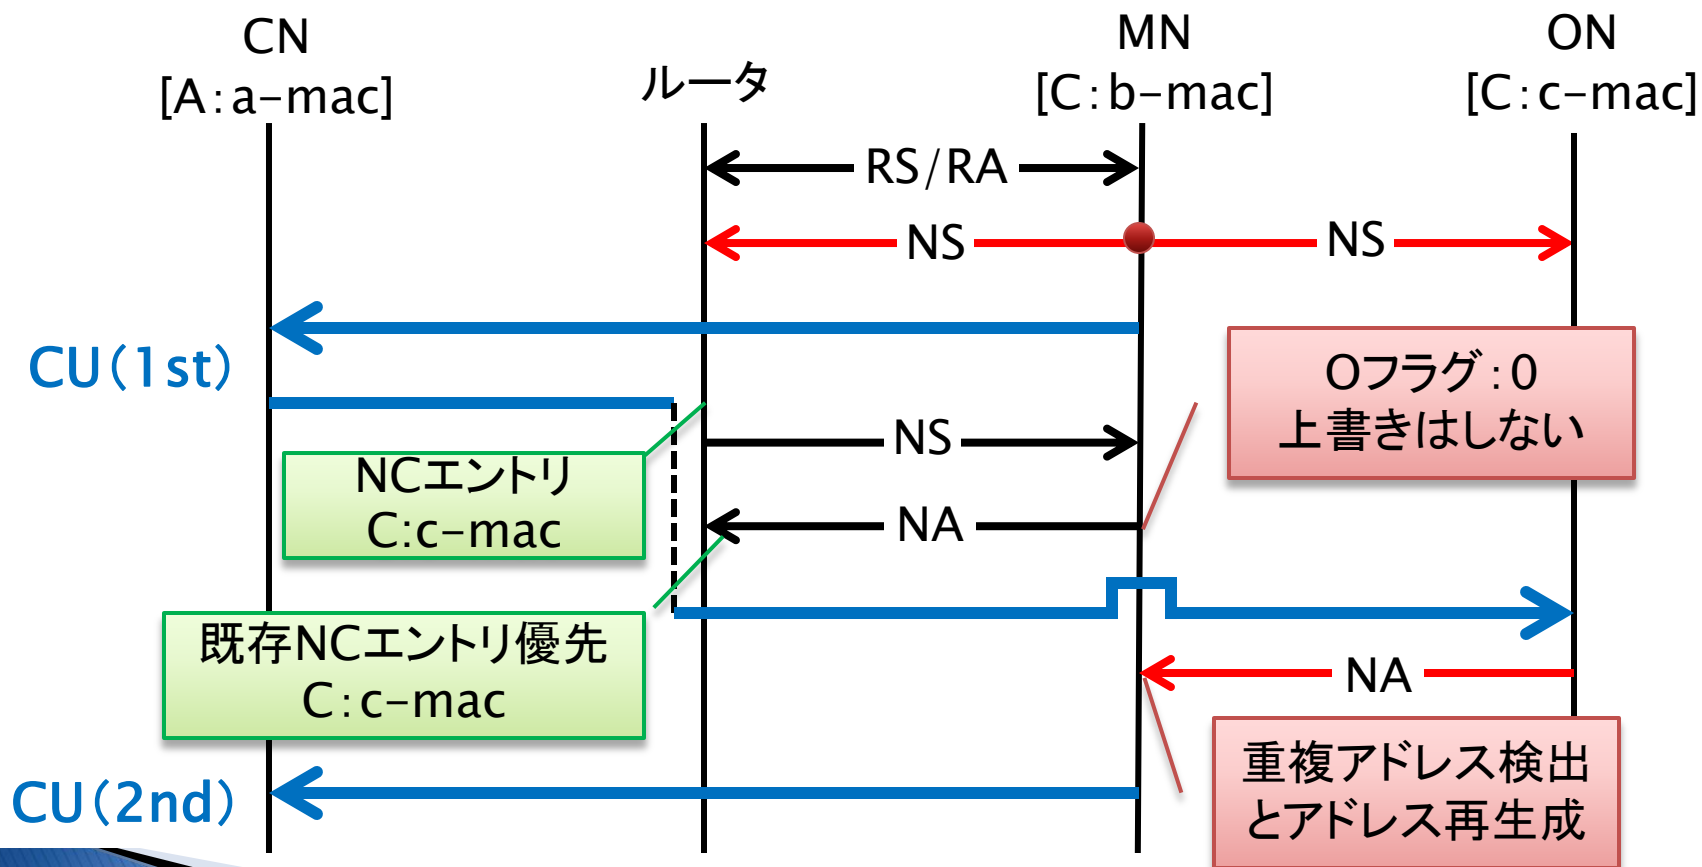 CN
[A:a-mac]
ルータ
MN
[C:b-mac]
ON
[C:c-mac]
RS/RA
NS
NS
CU(1st)
Oフラグ:0
上書きはしない
NS
NCエントリ
C:c-mac
NA
既存NCエントリ優先
C:c-mac
NA
重複アドレス検出
とアドレス再生成
CU(2nd)